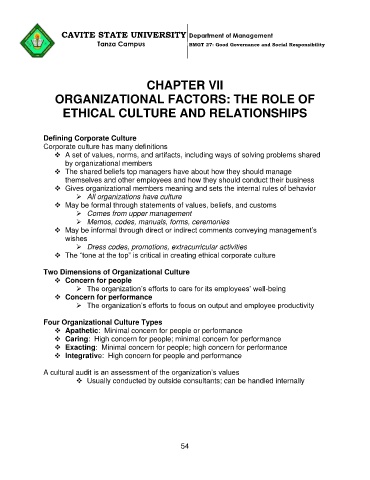 CAVITE STATE UNIVERSITY Department of Management
Tanza Campus BMGT 27: Good Governance and Social Responsibility
CHAPTER VII
ORGANIZATIONAL FACTORS: THE ROLE OF
ETHICAL CULTURE AND RELATIONSHIPS
Defining Corporate Culture
Corporate culture has many definitions
❖ A set of values, norms, and artifacts, including ways of solving problems shared
by organizational members
❖ The shared beliefs top managers have about how they should manage
themselves and other employees and how they should conduct their business
❖ Gives organizational members meaning and sets the internal rules of behavior
➢ All organizations have culture
❖ May be formal through statements of values, beliefs, and customs
➢ Comes from upper management
➢ Memos, codes, manuals, forms, ceremonies
❖ May be informal through direct or indirect comments conveying management's
wishes
➢ Dress codes, promotions, extracurricular activities
❖ The "tone at the top" is critical in creating ethical corporate culture
Two Dimensions of Organizational Culture
❖ Concern for people
➢ The organization's efforts to care for its employees' well-being
❖ Concern for performance
➢ The organization's efforts to focus on output and employee productivity
Four Organizational Culture Types
❖ Apathetic: Minimal concern for people or performance
❖ Caring: High concern for people; minimal concern for performance
❖ Exacting: Minimal concern for people; high concern for performance
❖ Integrative: High concern for people and performance
A cultural audit is an assessment of the organization's values
❖ Usually conducted by outside consultants; can be handled internally
54